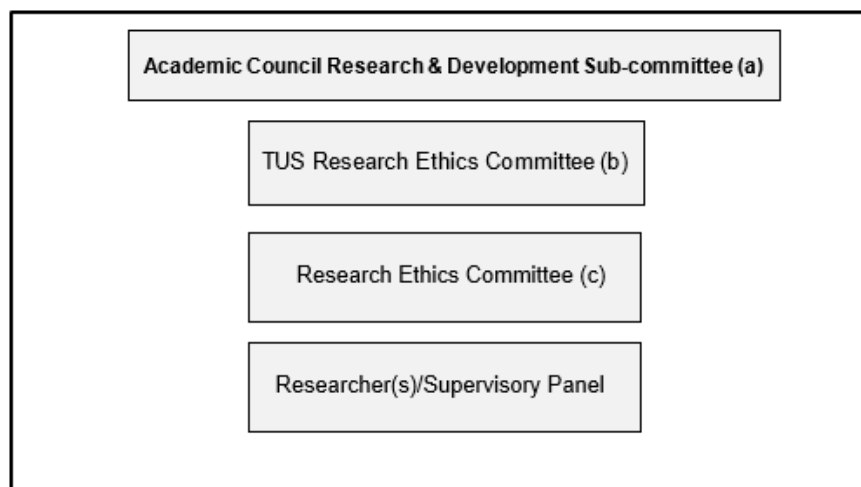 Academic Council Research & Development Sub-committee (a)
TUS Research Ethics Committee (b)
Research Ethics Committee (c)
Researcher(s)/Supervisory Panel